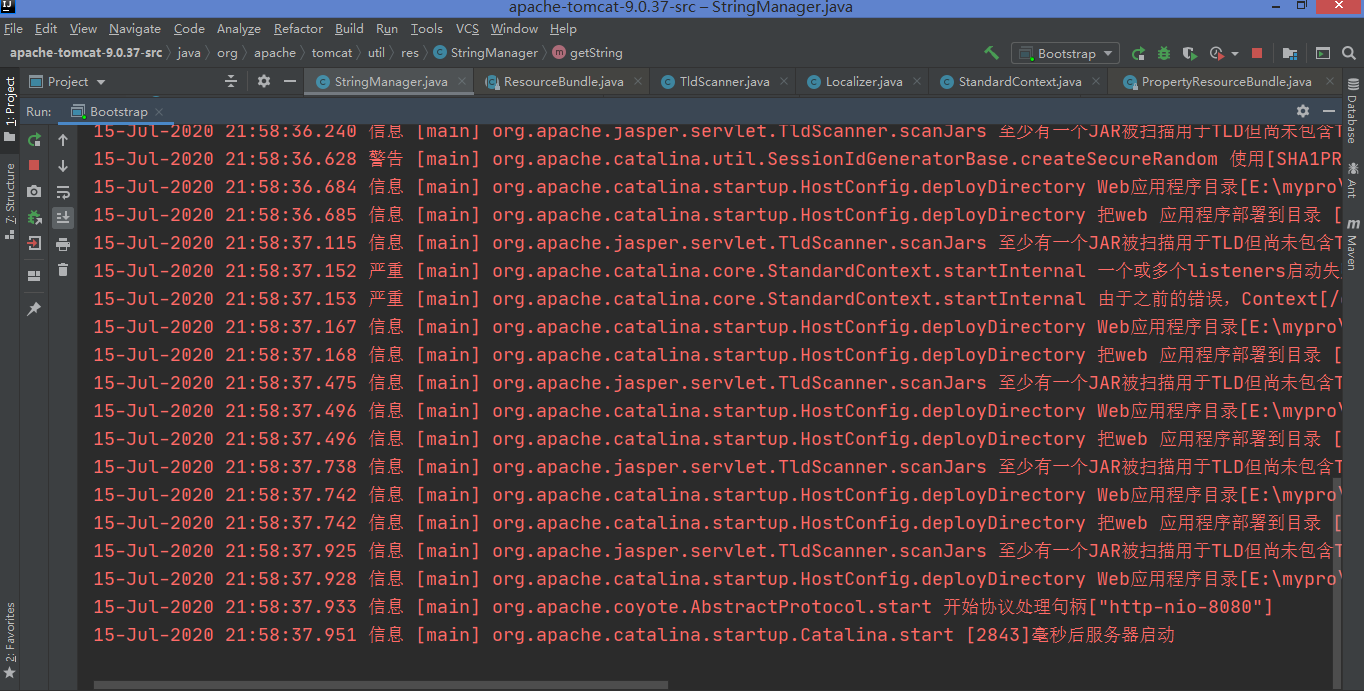 apache-tomcat-9.0.37-src – StringManager.java
File Edit View Navigate Code Analyze Refactor Build Run Tools VCS Window Help
apache-tomcat-9.0.37-src java org apache tomcat util res StringManager getString Bootstrap
Project StringManager.java ResourceBundle.java TldScanner.java Localizer.java StandardContext.java PropertyResourceBundle.java
Run: Bootstrap
15-Jul-2020 21:58:36.240 信息 [main] org.apache.jasper.servlet.TldScanner.scanJars 至少有一个JAR被扫描用于TLD但尚未包含T
15-Jul-2020 21:58:36.628 警告 [main] org.apache.catalina.util.SessionIdGeneratorBase.createSecureRandom 使用[SHA1PR
15-Jul-2020 21:58:36.684 信息 [main] org.apache.catalina.startup.HostConfig.deployDirectory Web应用程序目录[E:\mypro\
15-Jul-2020 21:58:36.685 信息 [main] org.apache.catalina.startup.HostConfig.deployDirectory 把web 应用程序部署到目录 [
15-Jul-2020 21:58:37.115 信息 [main] org.apache.jasper.servlet.TldScanner.scanJars 至少有一个JAR被扫描用于TLD但尚未包含T
15-Jul-2020 21:58:37.152 严重 [main] org.apache.catalina.core.StandardContext.startInternal 一个或多个listeners启动失
15-Jul-2020 21:58:37.153 严重 [main] org.apache.catalina.core.StandardContext.startInternal 由于之前的错误，Context[/
15-Jul-2020 21:58:37.167 信息 [main] org.apache.catalina.startup.HostConfig.deployDirectory Web应用程序目录[E:\mypro\
15-Jul-2020 21:58:37.168 信息 [main] org.apache.catalina.startup.HostConfig.deployDirectory 把web 应用程序部署到目录 [
15-Jul-2020 21:58:37.475 信息 [main] org.apache.jasper.servlet.TldScanner.scanJars 至少有一个JAR被扫描用于TLD但尚未包含T
15-Jul-2020 21:58:37.496 信息 [main] org.apache.catalina.startup.HostConfig.deployDirectory Web应用程序目录[E:\mypro\
15-Jul-2020 21:58:37.496 信息 [main] org.apache.catalina.startup.HostConfig.deployDirectory 把web 应用程序部署到目录 [
15-Jul-2020 21:58:37.738 信息 [main] org.apache.jasper.servlet.TldScanner.scanJars 至少有一个JAR被扫描用于TLD但尚未包含T
15-Jul-2020 21:58:37.742 信息 [main] org.apache.catalina.startup.HostConfig.deployDirectory Web应用程序目录[E:\mypro\
15-Jul-2020 21:58:37.742 信息 [main] org.apache.catalina.startup.HostConfig.deployDirectory 把web 应用程序部署到目录 [
15-Jul-2020 21:58:37.925 信息 [main] org.apache.jasper.servlet.TldScanner.scanJars 至少有一个JAR被扫描用于TLD但尚未包含T
15-Jul-2020 21:58:37.928 信息 [main] org.apache.catalina.startup.HostConfig.deployDirectory Web应用程序目录[E:\mypro\
15-Jul-2020 21:58:37.933 信息 [main] org.apache.coyote.AbstractProtocol.start 开始协议处理句柄["http-nio-8080"]
15-Jul-2020 21:58:37.951 信息 [main] org.apache.catalina.startup.Catalina.start [2843]毫秒后服务器启动
1: Project
7: Structure
2: Favorites
Database
Ant
Maven